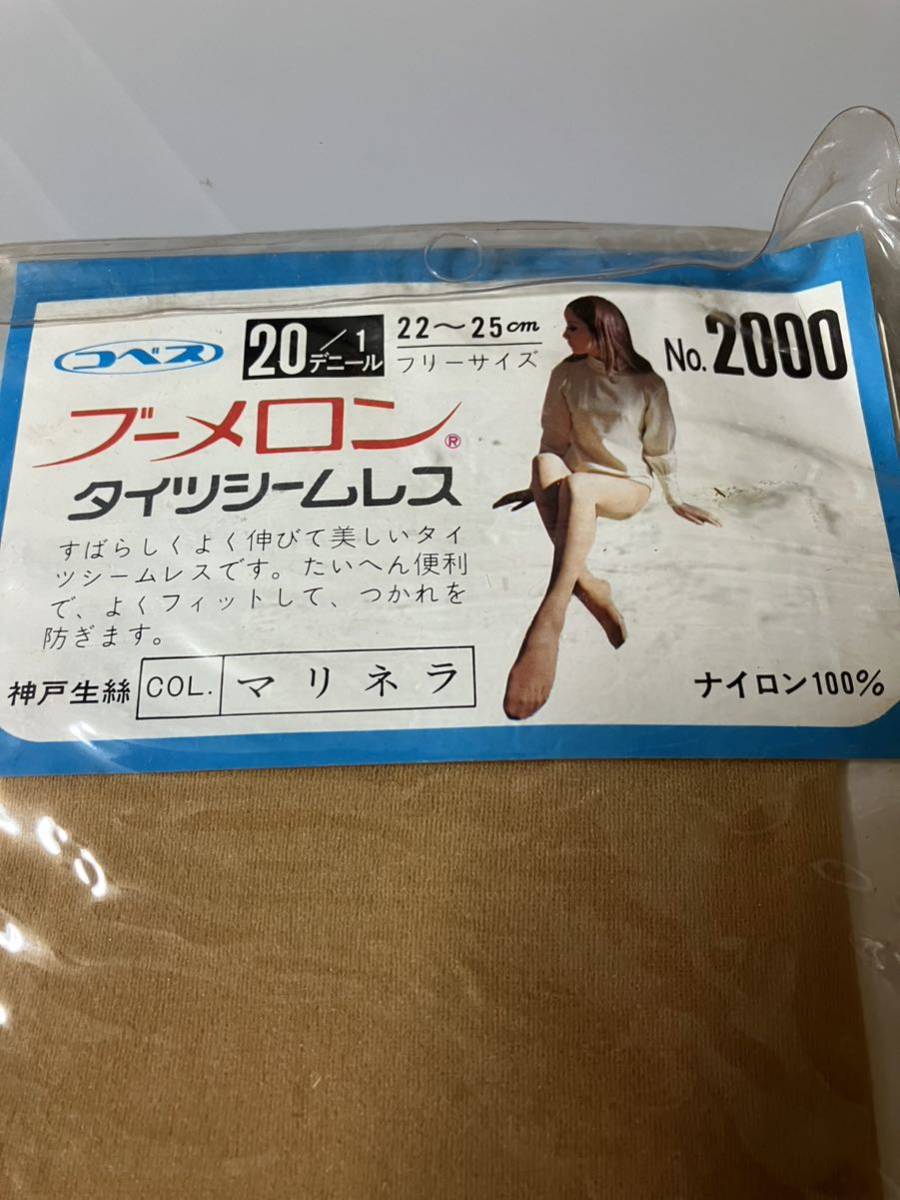 コベス
20/1デニール
22〜25cm
フリーサイズ
No.2000
ブーメロン®
タイツシームレス
すばらしくよく伸びて美しいタイ
ツシームレスです。たいへん便利
で、よくフィットして、つかれを
防ぎます。
神戸生絲 COL. マリネラ
ナイロン100%